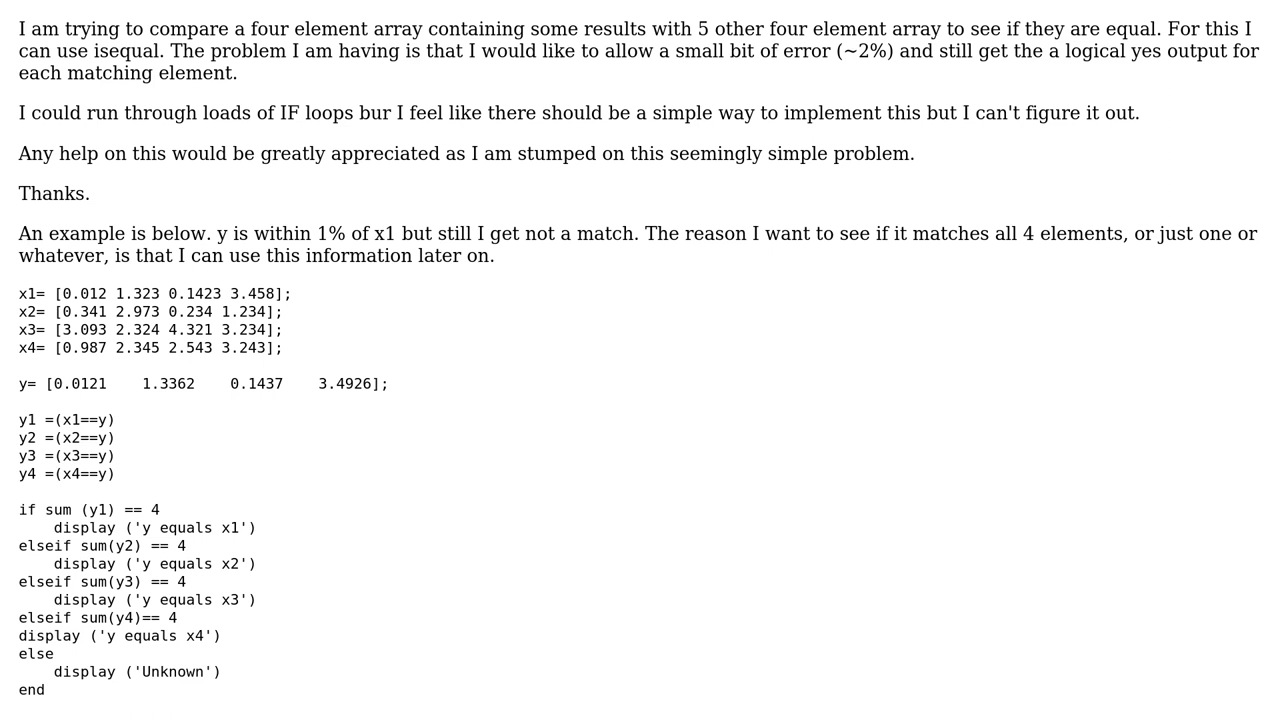 I am trying to compare a four element array containing some results with 5 other four element array to see if they are equal. For this I
can use isequal. The problem I am having is that I would like to allow a small bit of error (~2%) and still get the a logical yes output for
each matching element.
I could run through loads of IF loops bur I feel like there should be a simple way to implement this but I can't figure it out.
Any help on this would be greatly appreciated as I am stumped on this seemingly simple problem.
Thanks.
An example is below. y is within 1% of x1 but still I get not a match. The reason I want to see if it matches all 4 elements, or just one or
whatever, is that I can use this information later on.
x1= [0.012 1.323 0.1423 3.458];
x2= [0.341 2.973 0.234 1.234];
x3= [3.093 2.324 4.321 3.234];
x4= [0.987 2.345 2.543 3.243];
y= [0.0121    1.3362    0.1437    3.4926];
y1 =(x1==y)
y2 =(x2==y)
y3 =(x3==y)
y4 =(x4==y)
if sum (y1) == 4
    display ('y equals x1')
elseif sum(y2) == 4
    display ('y equals x2')
elseif sum(y3) == 4
    display ('y equals x3')
elseif sum(y4)== 4
display ('y equals x4')
else
    display ('Unknown')
end